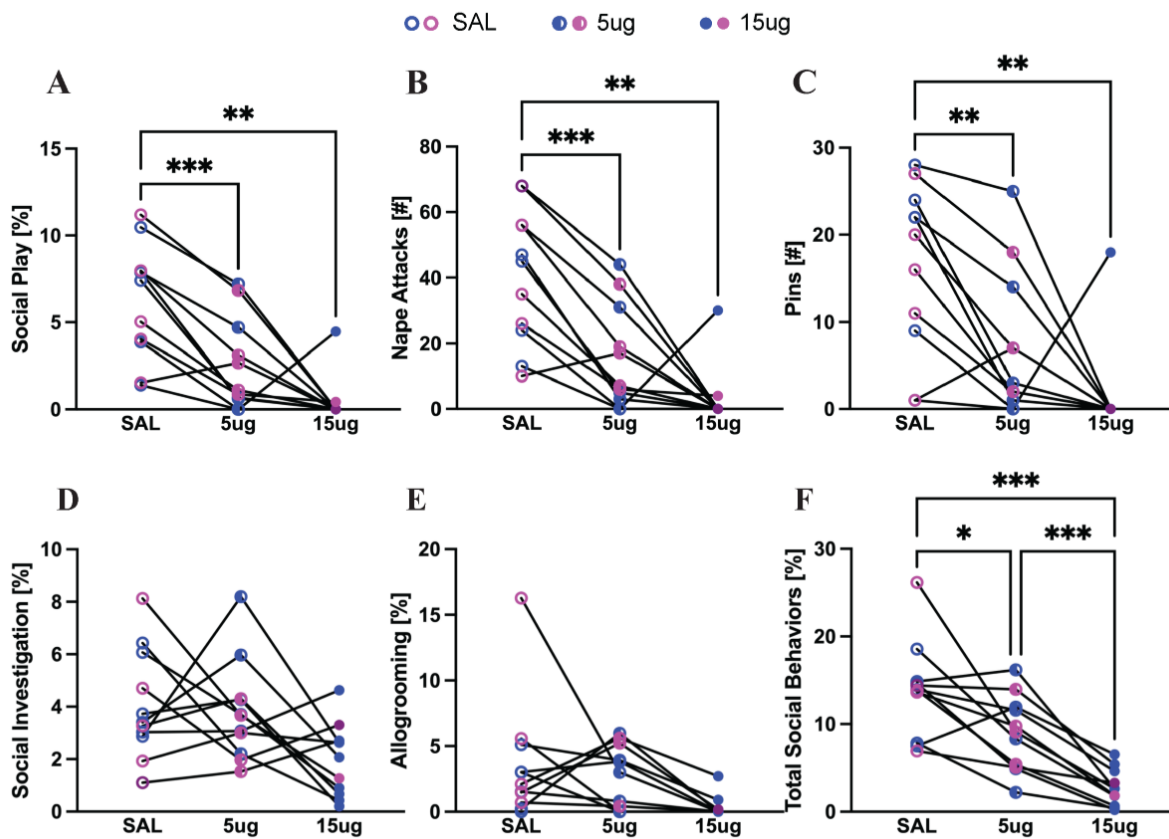 SAL 5ug 15ug
A
Social Play [%]
15
10
5
0
** 
***
SAL 5ug 15ug
B
Nape Attacks [#]
80
60
40
20
0
**
***
SAL 5ug 15ug
C
Pins [#]
30
20
10
0
**
**
SAL 5ug 15ug
D
Social Investigation [%]
10
8
6
4
2
0
SAL 5ug 15ug
E
Allogrooming [%]
20
15
10
5
0
SAL 5ug 15ug
F
Total Social Behaviors [%]
30
20
10
0
***
*
***
SAL 5ug 15ug